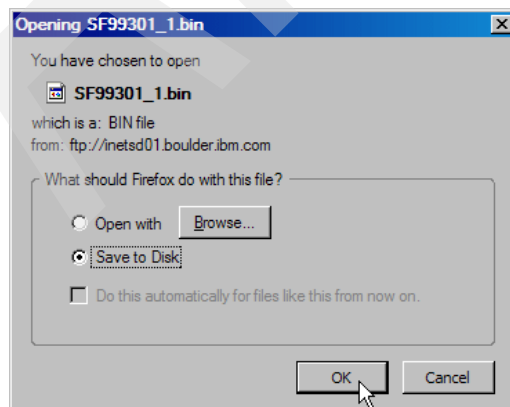 Opening SF99301_1.bin
You have chosen to open
SF99301_1.bin
which is a: BIN file
from: ftp://inetsd01.boulder.ibm.com
What should Firefox do with this file?
Open with Browse...
Save to Disk
Do this automatically for files like this from now on.
OK Cancel